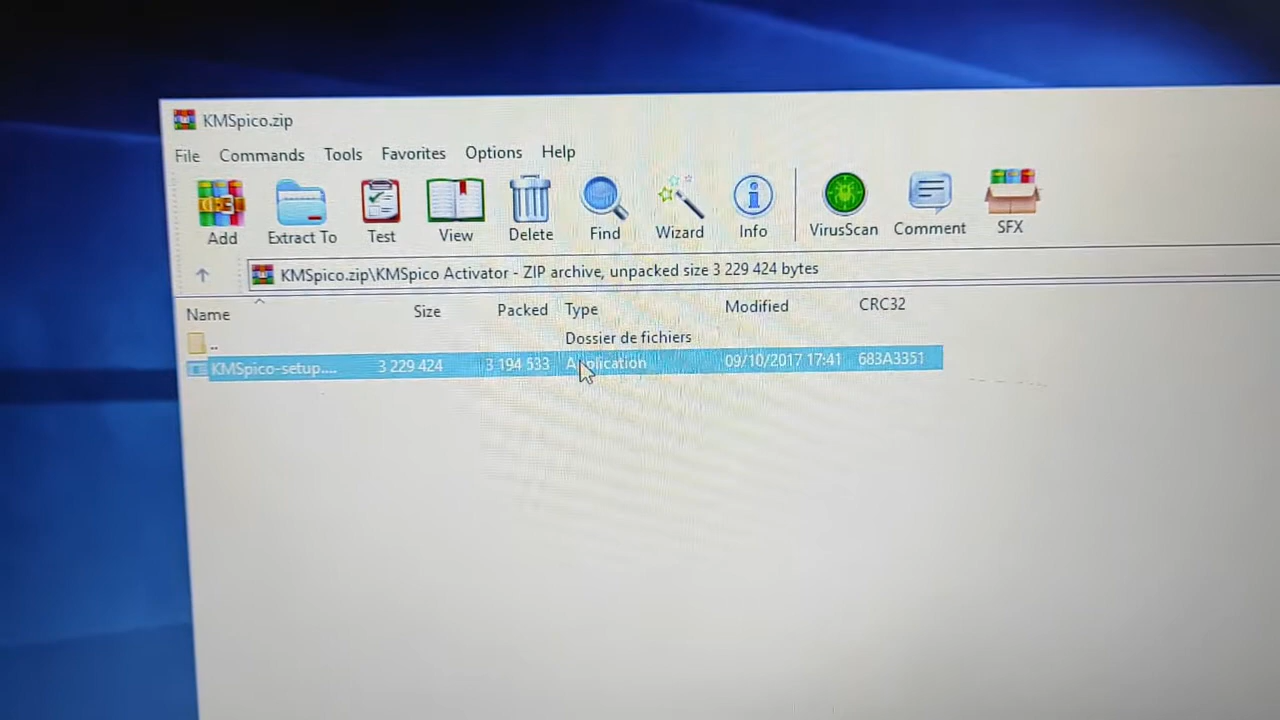 KMSpico.zip
File Commands Tools Favorites Options Help
Add Extract To Test View Delete Find Wizard Info VirusScan Comment SFX
KMSpico.zip\KMSpico Activator - ZIP archive, unpacked size 3 229 424 bytes
Name Size Packed Type Modified CRC32
.. Dossier de fichiers
KMSpico-setup.... 3 229 424 3 194 533 Application 09/10/2017 17:41 683A3351